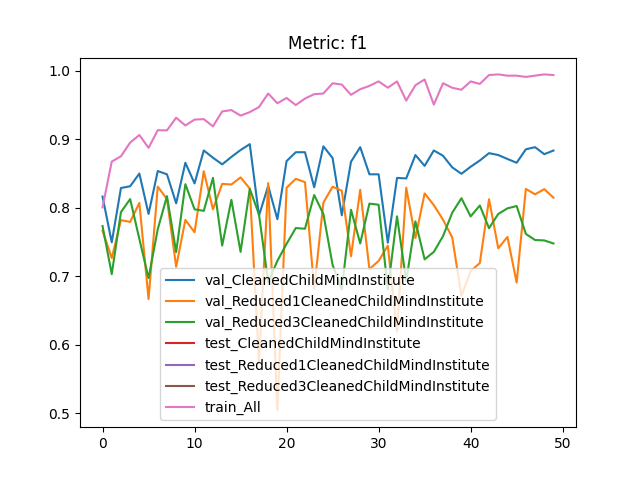 Metric: f1
1.0
0.9
0.8
0.7
0.6
0.5
val_CleanedChildMindInstitute
val_Reduced1CleanedChildMindInstitute
val_Reduced3CleanedChildMindInstitute
test_CleanedChildMindInstitute
test_Reduced1CleanedChildMindInstitute
test_Reduced3CleanedChildMindInstitute
train_All
0 10 20 30 40 50